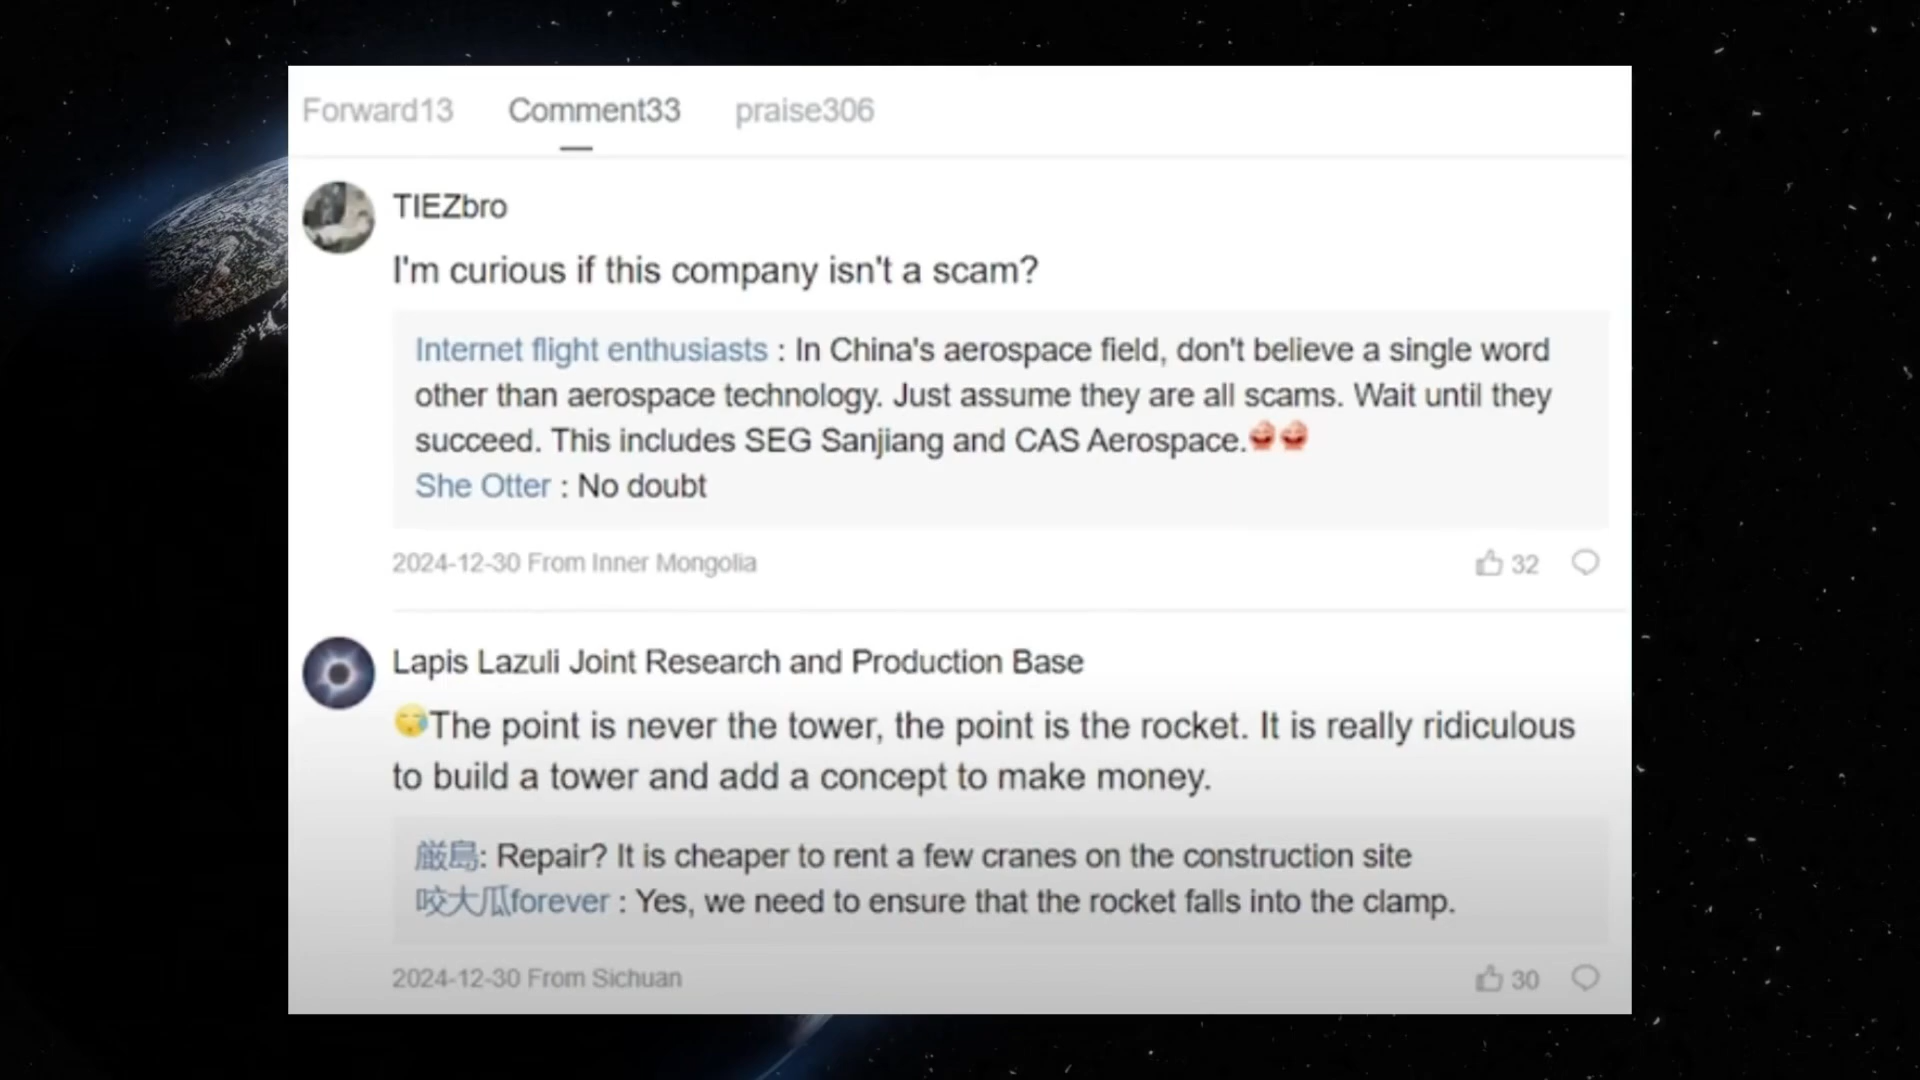 Forward13 Comment33 praise306
TIEZbro
I'm curious if this company isn't a scam?
Internet flight enthusiasts : In China's aerospace field, don't believe a single word
other than aerospace technology. Just assume they are all scams. Wait until they
succeed. This includes SEG Sanjiang and CAS Aerospace.
She Otter : No doubt
2024-12-30 From Inner Mongolia
32
Lapis Lazuli Joint Research and Production Base
The point is never the tower, the point is the rocket. It is really ridiculous
to build a tower and add a concept to make money.
厳島: Repair? It is cheaper to rent a few cranes on the construction site
咬大瓜forever : Yes, we need to ensure that the rocket falls into the clamp.
2024-12-30 From Sichuan
30